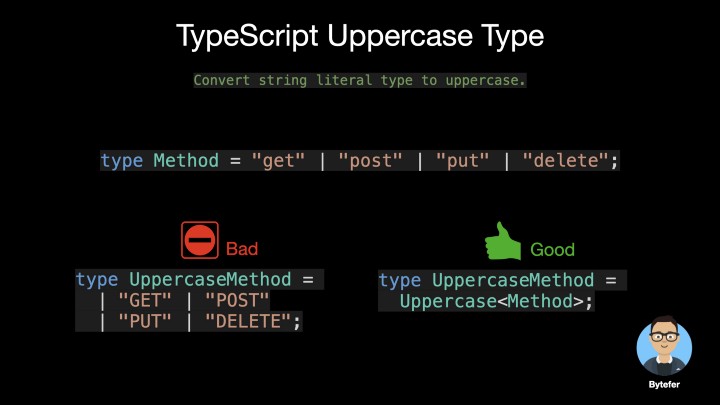 TypeScript Uppercase Type
Convert string literal type to uppercase.
type Method = "get" | "post" | "put" | "delete";
Bad
type UppercaseMethod =
  | "GET" | "POST"
  | "PUT" | "DELETE";
Good
type UppercaseMethod =
  Uppercase<Method>;
Bytefer